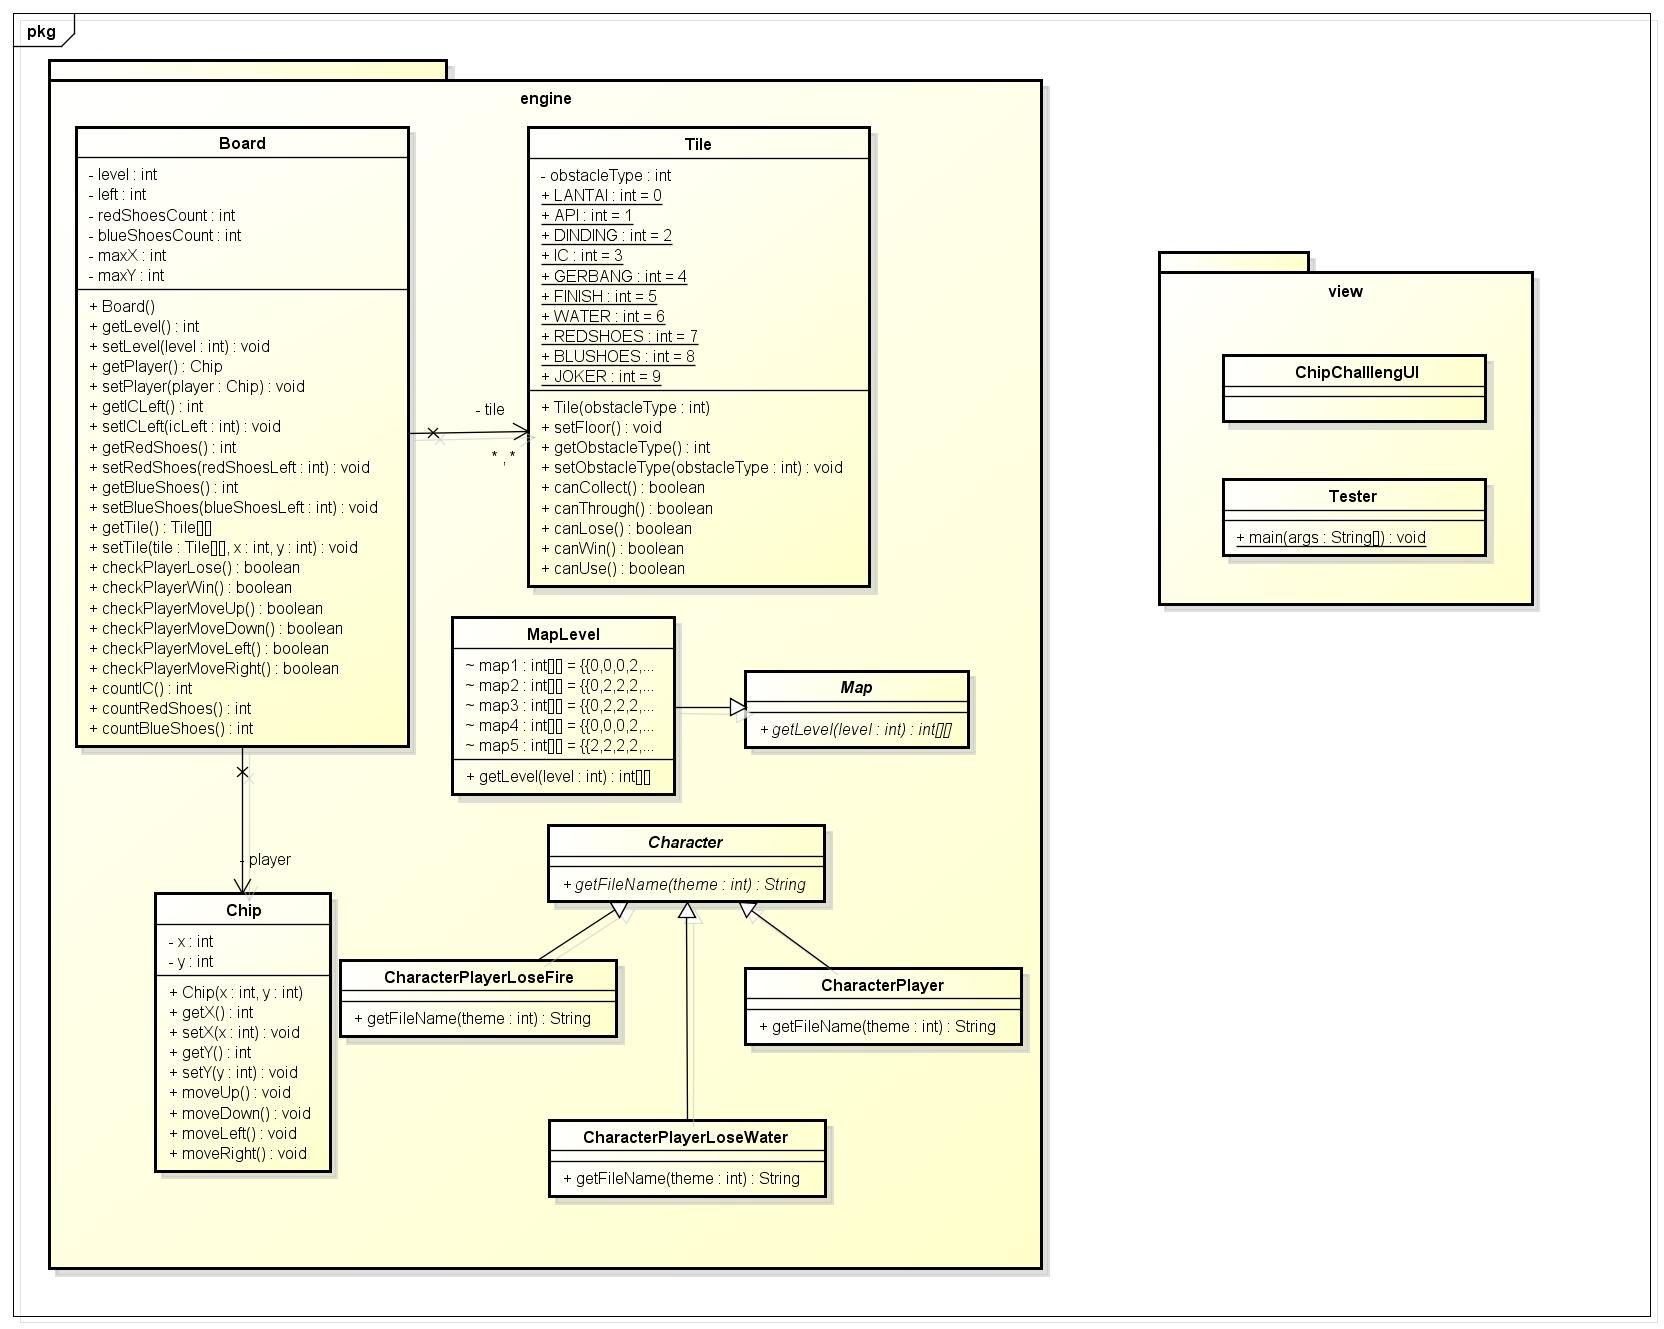 pkg
engine
Board
- level : int
- left : int
- redShoesCount : int
- blueShoesCount : int
- maxX : int
- maxY : int
+ Board()
+ getLevel() : int
+ setLevel(level : int) : void
+ getPlayer() : Chip
+ setPlayer(player : Chip) : void
+ getICLeft() : int
+ setICLeft(icLeft : int) : void
+ getRedShoes() : int
+ setRedShoes(redShoesLeft : int) : void
+ getBlueShoes() : int
+ setBlueShoes(blueShoesLeft : int) : void
+ getTile() : Tile[][]
+ setTile(tile : Tile[][], x : int, y : int) : void
+ checkPlayerLose() : boolean
+ checkPlayerWin() : boolean
+ checkPlayerMoveUp() : boolean
+ checkPlayerMoveDown() : boolean
+ checkPlayerMoveLeft() : boolean
+ checkPlayerMoveRight() : boolean
+ countIC() : int
+ countRedShoes() : int
+ countBlueShoes() : int
- tile
* , *
Tile
- obstacleType : int
+ LANTAI : int = 0
+ API : int = 1
+ DINDING : int = 2
+ IC : int = 3
+ GERBANG : int = 4
+ FINISH : int = 5
+ WATER : int = 6
+ REDSHOES : int = 7
+ BLUSHOES : int = 8
+ JOKER : int = 9
+ Tile(obstacleType : int)
+ setFloor() : void
+ getObstacleType() : int
+ setObstacleType(obstacleType : int) : void
+ canCollect() : boolean
+ canThrough() : boolean
+ canLose() : boolean
+ canWin() : boolean
+ canUse() : boolean
MapLevel
~ map1 : int[][] = {{0,0,0,2,...
~ map2 : int[][] = {{0,2,2,2,...
~ map3 : int[][] = {{0,2,2,2,...
~ map4 : int[][] = {{0,0,0,2,...
~ map5 : int[][] = {{2,2,2,2,...
+ getLevel(level : int) : int[][]
Map
+ getLevel(level : int) : int[][]
- player
Chip
- x : int
- y : int
+ Chip(x : int, y : int)
+ getX() : int
+ setX(x : int) : void
+ getY() : int
+ setY(y : int) : void
+ moveUp() : void
+ moveDown() : void
+ moveLeft() : void
+ moveRight() : void
Character
+ getFileName(theme : int) : String
CharacterPlayerLoseFire
+ getFileName(theme : int) : String
CharacterPlayer
+ getFileName(theme : int) : String
CharacterPlayerLoseWater
+ getFileName(theme : int) : String
view
ChipChalllengUI
Tester
+ main(args : String[]) : void